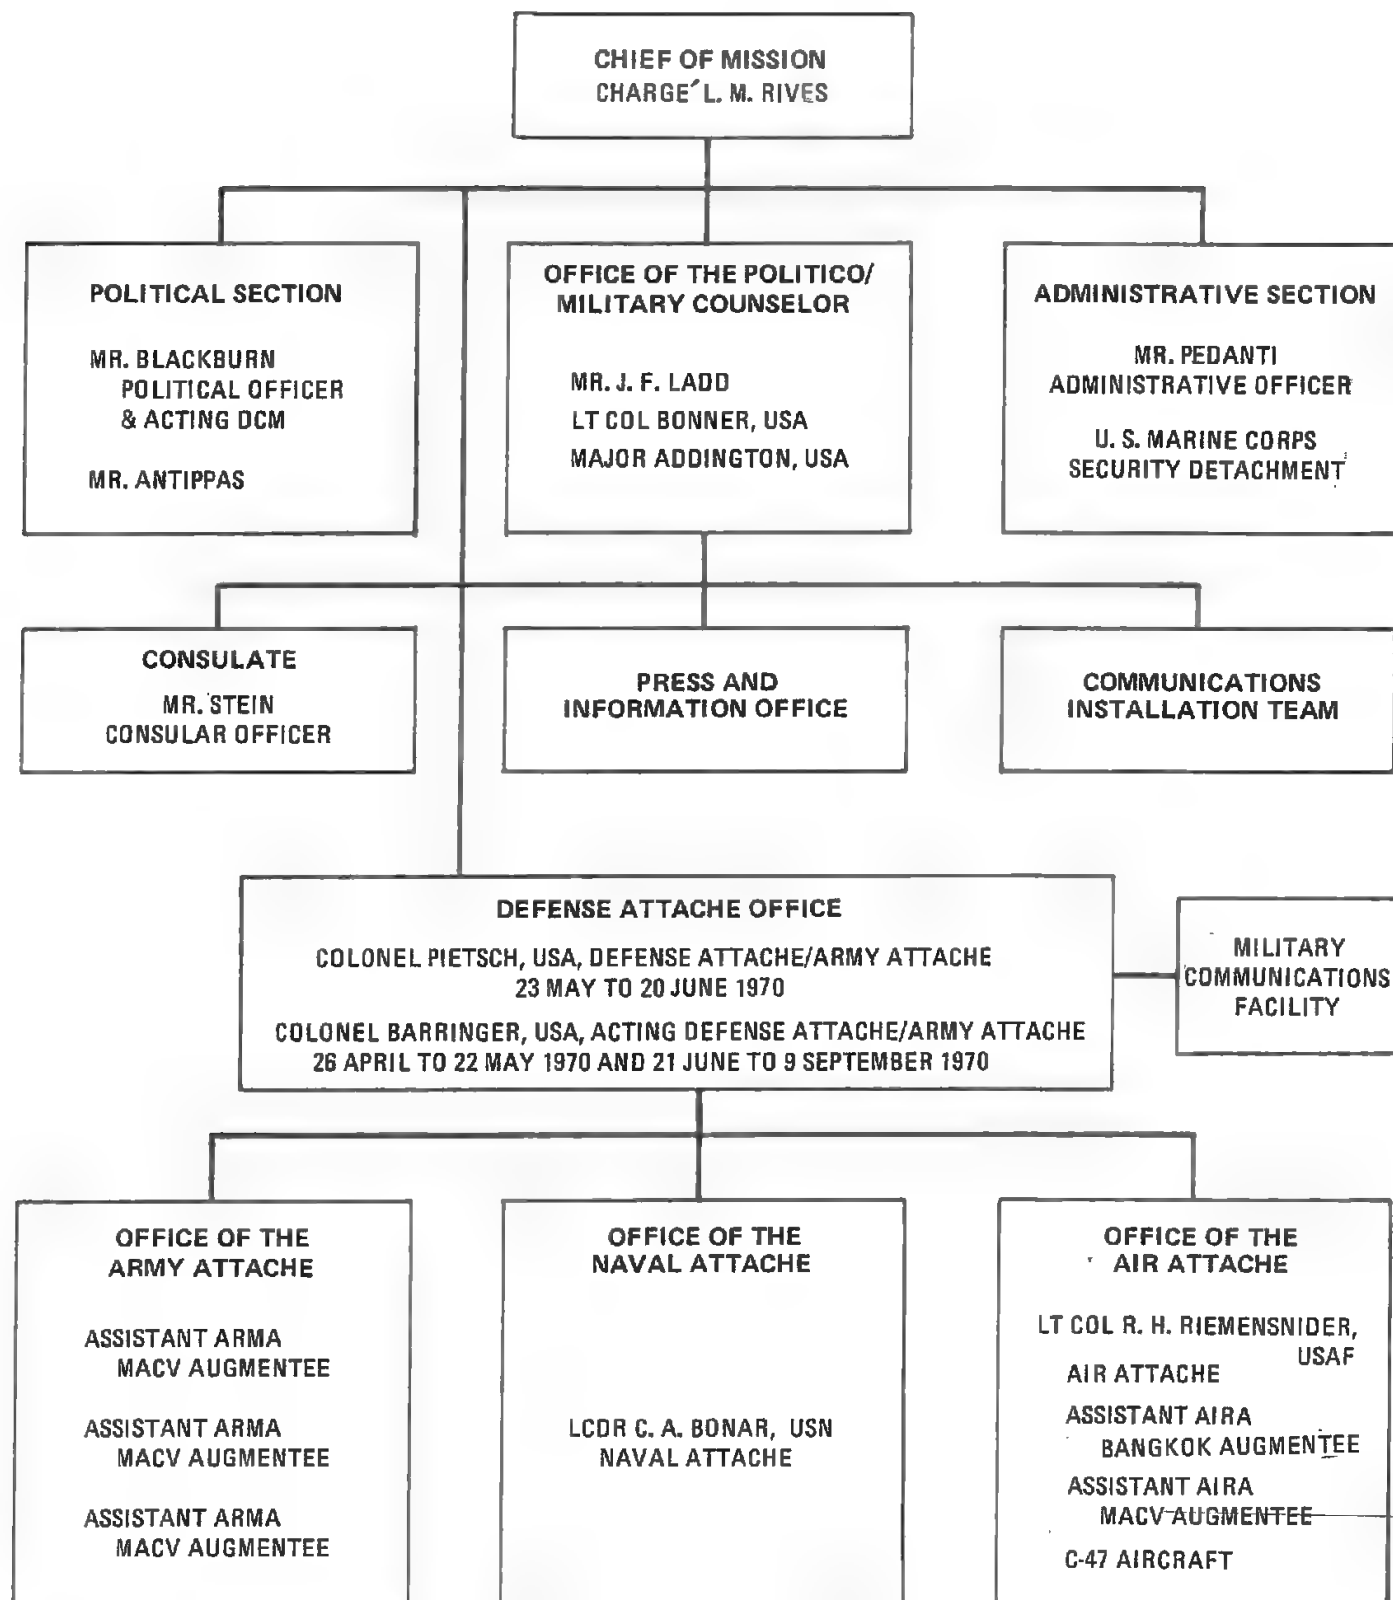 CHIEF OF MISSION
CHARGE´ L. M. RIVES
POLITICAL SECTION
MR. BLACKBURN
POLITICAL OFFICER
& ACTING DCM
MR. ANTIPPAS
OFFICE OF THE POLITICO/
MILITARY COUNSELOR
MR. J. F. LADD
LT COL BONNER, USA
MAJOR ADDINGTON, USA
ADMINISTRATIVE SECTION
MR. PEDANTI
ADMINISTRATIVE OFFICER
U. S. MARINE CORPS
SECURITY DETACHMENT
CONSULATE
MR. STEIN
CONSULAR OFFICER
PRESS AND
INFORMATION OFFICE
COMMUNICATIONS
INSTALLATION TEAM
DEFENSE ATTACHE OFFICE
COLONEL PIETSCH, USA, DEFENSE ATTACHE/ARMY ATTACHE
23 MAY TO 20 JUNE 1970
COLONEL BARRINGER, USA, ACTING DEFENSE ATTACHE/ARMY ATTACHE
26 APRIL TO 22 MAY 1970 AND 21 JUNE TO 9 SEPTEMBER 1970
MILITARY
COMMUNICATIONS
FACILITY
OFFICE OF THE
ARMY ATTACHE
ASSISTANT ARMA
MACV AUGMENTEE
ASSISTANT ARMA
MACV AUGMENTEE
ASSISTANT ARMA
MACV AUGMENTEE
OFFICE OF THE
NAVAL ATTACHE
LCDR C. A. BONAR, USN
NAVAL ATTACHE
OFFICE OF THE
AIR ATTACHE
LT COL R. H. RIEMENSNIDER,
USAF
AIR ATTACHE
ASSISTANT AIRA
BANGKOK AUGMENTEE
ASSISTANT AIRA
MACV AUGMENTEE
C-47 AIRCRAFT